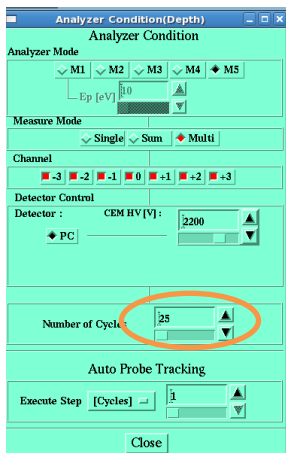 Analyzer Condition(Depth)
Analyzer Condition
Analyzer Mode
M1 M2 M3 M4 M5
Ep [eV] 10
Measure Mode
Single Sum Multi
Channel
-3 -2 -1 0 +1 +2 +3
Detector Control
Detector : CEM HV [V] : 2200
PC
Number of Cycles 25
Auto Probe Tracking
Execute Step [Cycles] 1
Close